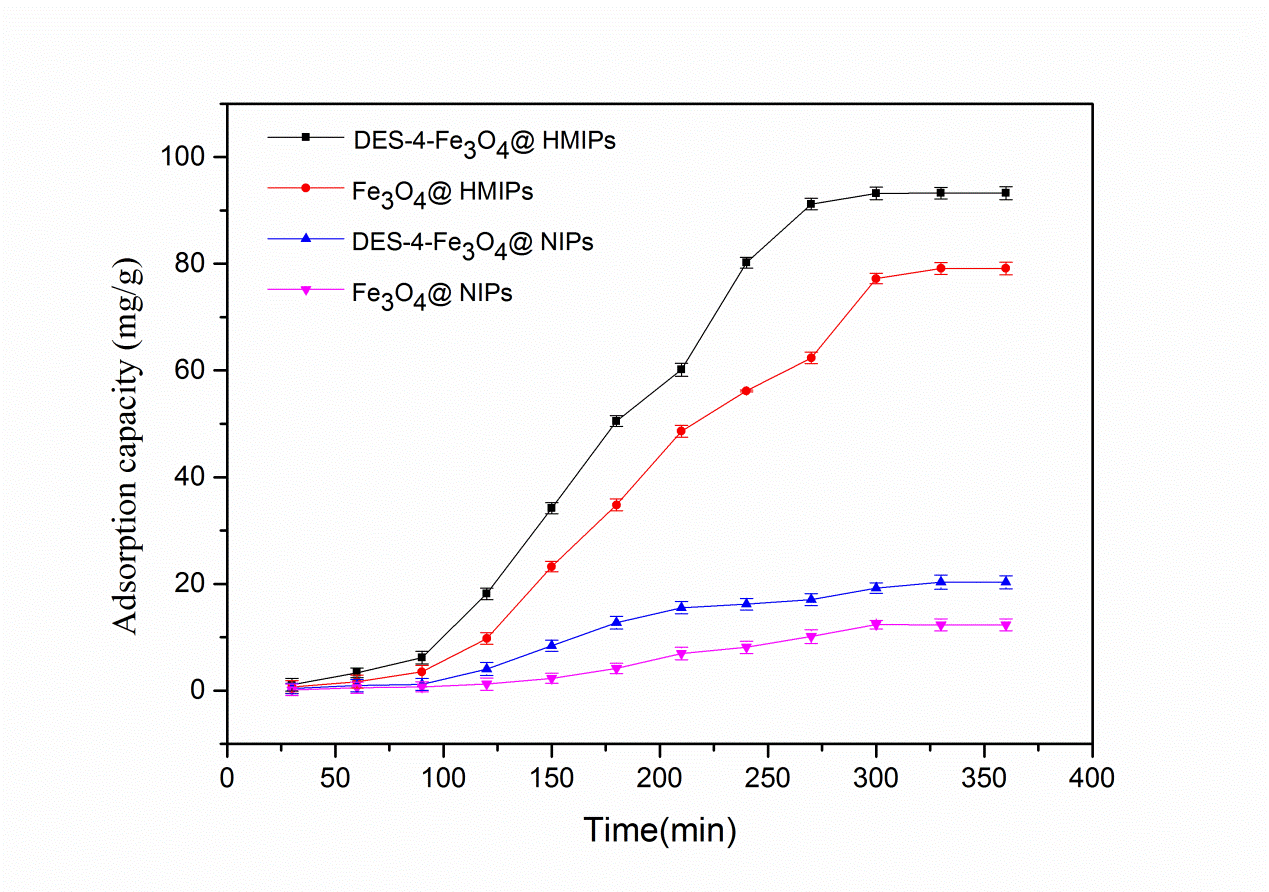 DES-4-Fe3O4@ HMIPs
Fe3O4@ HMIPs
DES-4-Fe3O4@ NIPs
Fe3O4@ NIPs
100
80
60
40
20
0
Adsorption capacity (mg/g)
0 50 100 150 200 250 300 350 400
Time(min)